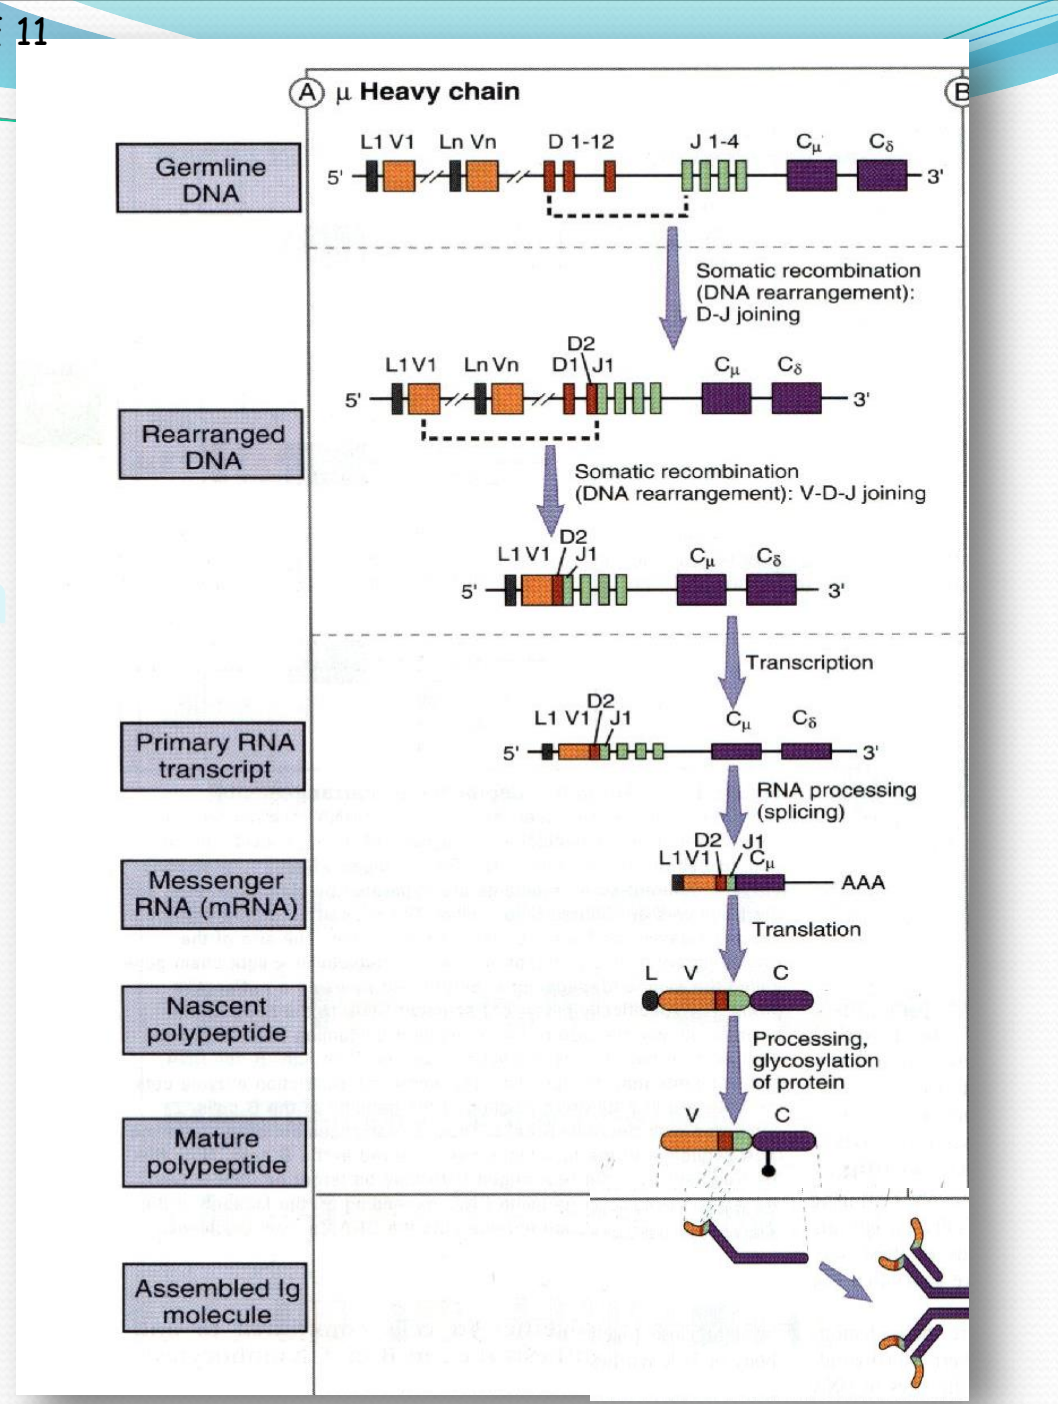 11
A μ Heavy chain B
Germline
DNA
L1 V1 Ln Vn D 1-12 J 1-4 Cμ Cδ
5' 3'
Somatic recombination
(DNA rearrangement):
D-J joining
D2
L1 V1 Ln Vn D1 J1 Cμ Cδ
5' 3'
Rearranged
DNA
Somatic recombination
(DNA rearrangement): V-D-J joining
D2
L1 V1 J1 Cμ Cδ
5' 3'
Transcription
D2
L1 V1 J1 Cμ Cδ
5' 3'
Primary RNA
transcript
RNA processing
(splicing)
D2 J1
L1 V1 Cμ
AAA
Messenger
RNA (mRNA)
Translation
L V C
Nascent
polypeptide
Processing,
glycosylation
of protein
V C
Mature
polypeptide
Assembled Ig
molecule